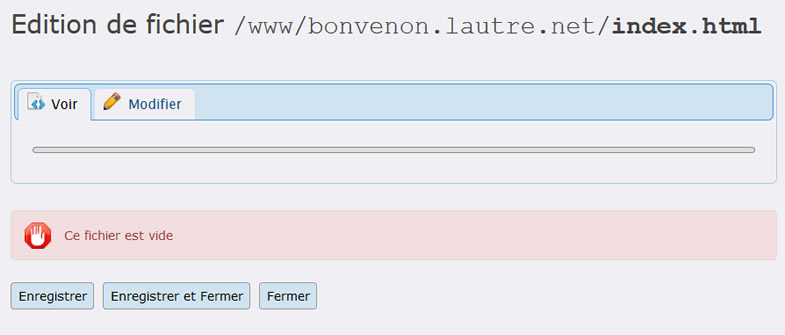 Edition de fichier /www/bonvenon.lautre.net/index.html
Voir
Modifier
Ce fichier est vide
Enregistrer
Enregistrer et Fermer
Fermer